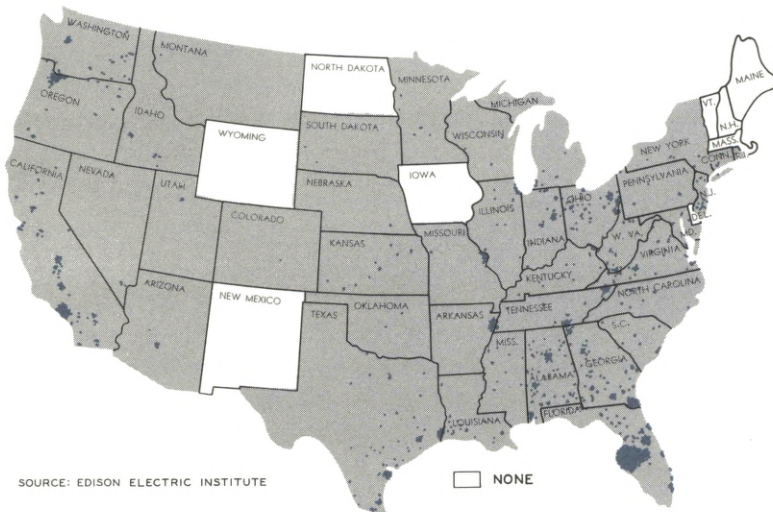 WASHINGTON
MONTANA
NORTH DAKOTA
MINNESOTA
MAINE
VT.
N.H.
MICHIGAN
OREGON
IDAHO
WYOMING
SOUTH DAKOTA
WISCONSIN
NEW YORK
MASS.
CONN.
R.I.
CALIFORNIA
NEVADA
UTAH
NEBRASKA
IOWA
ILLINOIS
INDIANA
OHIO
PENNSYLVANIA
N.J.
DEL.
MD.
COLORADO
KANSAS
MISSOURI
W. VA.
VIRGINIA
KENTUCKY
ARIZONA
NEW MEXICO
TEXAS
OKLAHOMA
ARKANSAS
TENNESSEE
NORTH CAROLINA
S.C.
MISS.
ALABAMA
GEORGIA
LOUISIANA
FLORIDA
SOURCE: EDISON ELECTRIC INSTITUTE
NONE